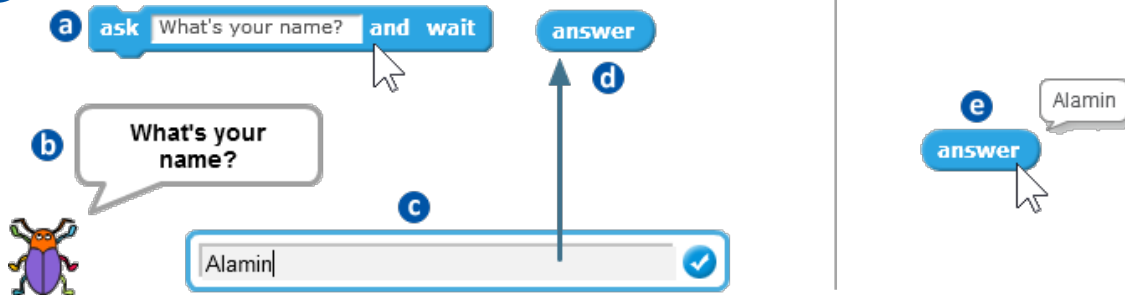 a
ask What's your name? and wait
answer
d
b
What's your
name?
c
Alamin
e
Alamin
answer